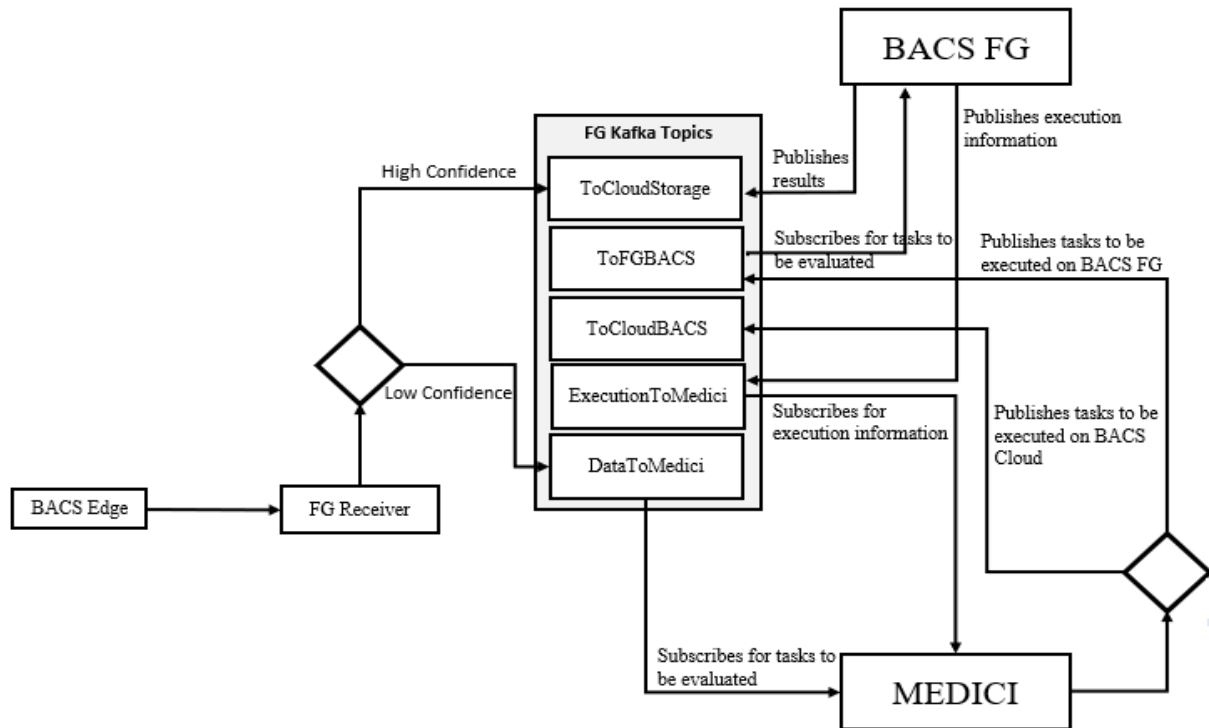 BACS FG
Publishes execution
information
FG Kafka Topics
Publishes
results
High Confidence
ToCloudStorage
Subscribes for tasks to
be evaluated
Publishes tasks to be
executed on BACS FG
ToFGBACS
ToCloudBACS
Low Confidence
ExecutionToMedici
Subscribes for
execution information
Publishes tasks to be
executed on BACS
Cloud
DataToMedici
BACS Edge
FG Receiver
Subscribes for tasks to
be evaluated
MEDICI